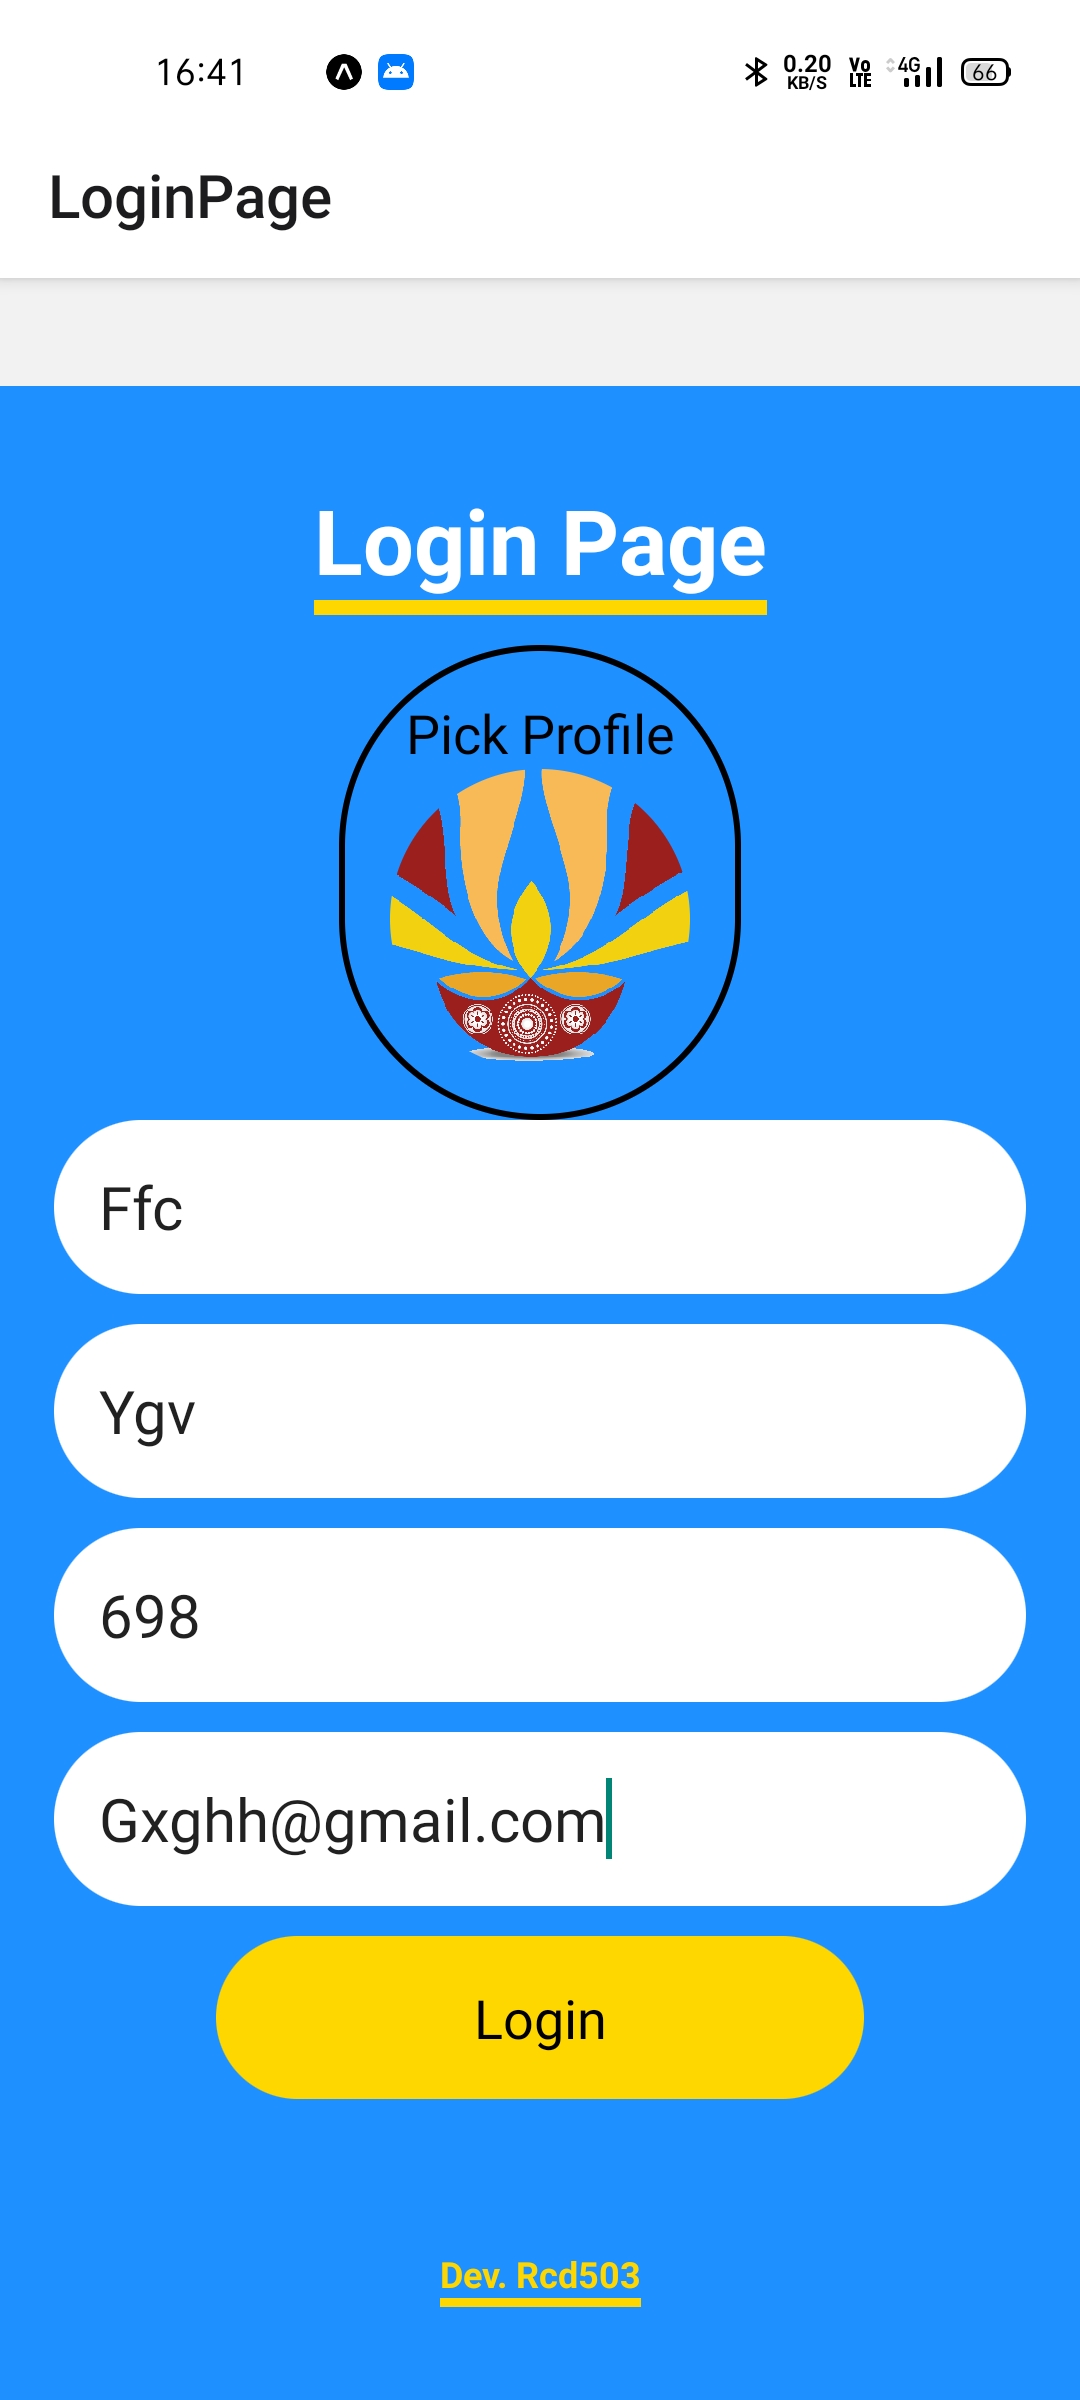 16:41 0.20 KB/S Vo LTE 4G 66
LoginPage
Login Page
Pick Profile
Ffc
Ygv
698
Gxghh@gmail.com
Login
Dev. Rcd503